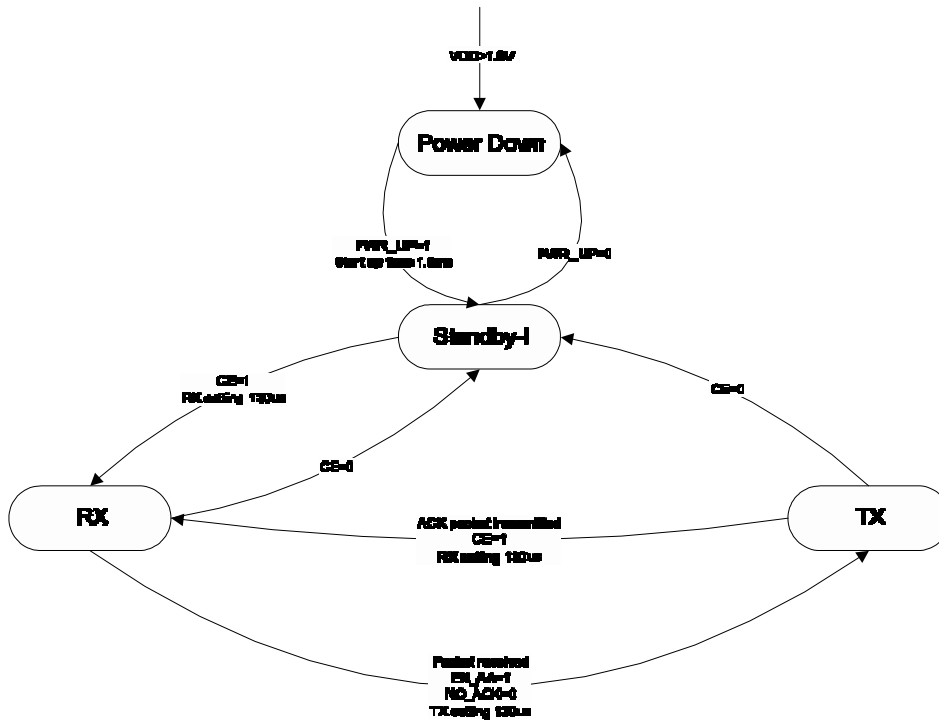 VDD>1.9V
Power Down
PWR_UP=1
Start up time 1.5ms
PWR_UP=0
Standby-I
CE=1
RX setting 130us
CE=0
CE=0
RX
TX
ACK packet transmitted
CE=1
RX setting 130us
Packet received
EN_AA=1
NO_ACK=0
TX setting 130us